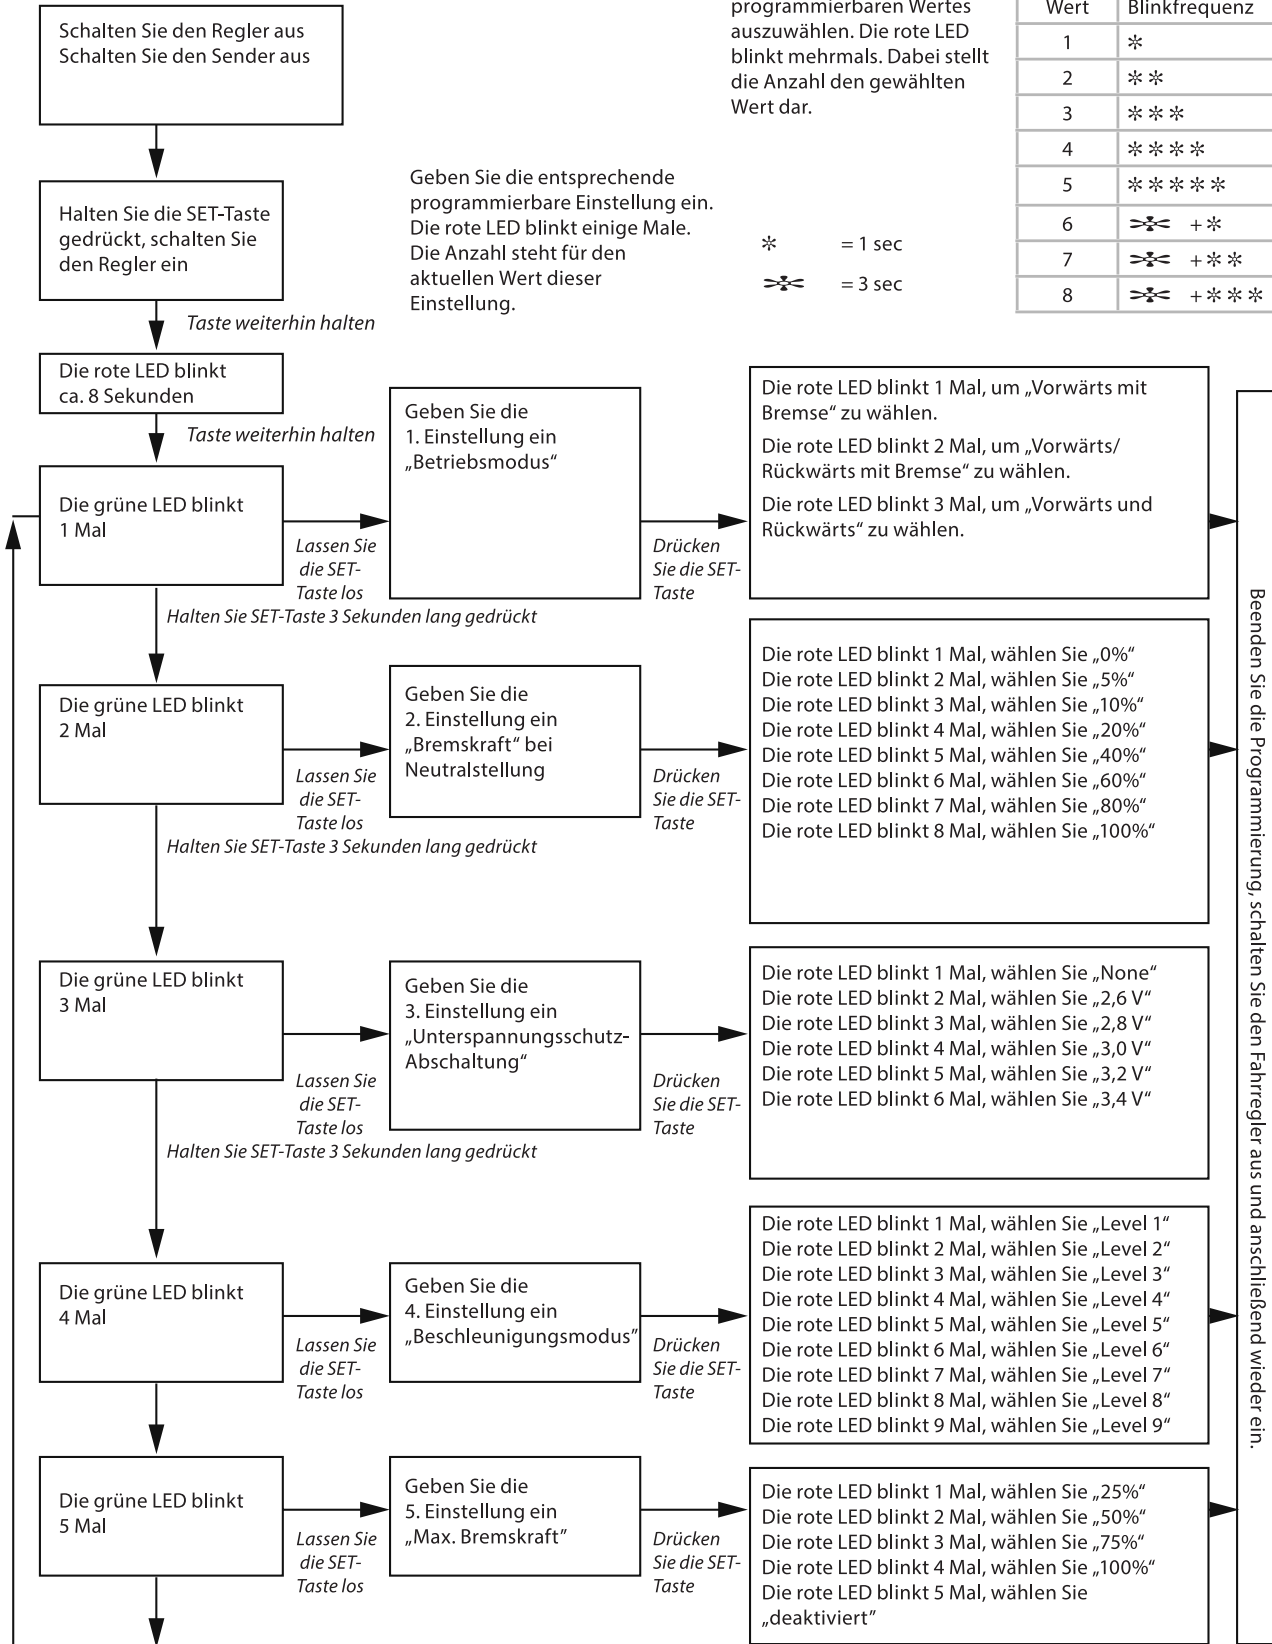 Schalten Sie den Regler aus
Schalten Sie den Sender aus
programmierbaren Wertes
auszuwählen. Die rote LED
blinkt mehrmals. Dabei stellt
die Anzahl den gewählten
Wert dar.
Wert Blinkfrequenz
1 *
2 **
3 ***
4 ****
5 *****
6 +*
7 +**
8 +***
Halten Sie die SET-Taste
gedrückt, schalten Sie
den Regler ein
Geben Sie die entsprechende
programmierbare Einstellung ein.
Die rote LED blinkt einige Male.
Die Anzahl steht für den
aktuellen Wert dieser
Einstellung.
* = 1 sec
= 3 sec
Taste weiterhin halten
Die rote LED blinkt
ca. 8 Sekunden
Taste weiterhin halten
Die grüne LED blinkt
1 Mal
Lassen Sie
die SET-
Taste los
Geben Sie die
1. Einstellung ein
„Betriebsmodus“
Drücken
Sie die SET-
Taste
Die rote LED blinkt 1 Mal, um „Vorwärts mit
Bremse“ zu wählen.
Die rote LED blinkt 2 Mal, um „Vorwärts/
Rückwärts mit Bremse“ zu wählen.
Die rote LED blinkt 3 Mal, um „Vorwärts und
Rückwärts“ zu wählen.
Halten Sie SET-Taste 3 Sekunden lang gedrückt
Die grüne LED blinkt
2 Mal
Lassen Sie
die SET-
Taste los
Geben Sie die
2. Einstellung ein
„Bremskraft“ bei
Neutralstellung
Drücken
Sie die SET-
Taste
Die rote LED blinkt 1 Mal, wählen Sie „0%“
Die rote LED blinkt 2 Mal, wählen Sie „5%“
Die rote LED blinkt 3 Mal, wählen Sie „10%“
Die rote LED blinkt 4 Mal, wählen Sie „20%“
Die rote LED blinkt 5 Mal, wählen Sie „40%“
Die rote LED blinkt 6 Mal, wählen Sie „60%“
Die rote LED blinkt 7 Mal, wählen Sie „80%“
Die rote LED blinkt 8 Mal, wählen Sie „100%“
Halten Sie SET-Taste 3 Sekunden lang gedrückt
Die grüne LED blinkt
3 Mal
Lassen Sie
die SET-
Taste los
Geben Sie die
3. Einstellung ein
„Unterspannungsschutz-
Abschaltung“
Drücken
Sie die SET-
Taste
Die rote LED blinkt 1 Mal, wählen Sie „None“
Die rote LED blinkt 2 Mal, wählen Sie „2,6 V“
Die rote LED blinkt 3 Mal, wählen Sie „2,8 V“
Die rote LED blinkt 4 Mal, wählen Sie „3,0 V“
Die rote LED blinkt 5 Mal, wählen Sie „3,2 V“
Die rote LED blinkt 6 Mal, wählen Sie „3,4 V“
Halten Sie SET-Taste 3 Sekunden lang gedrückt
Die grüne LED blinkt
4 Mal
Lassen Sie
die SET-
Taste los
Geben Sie die
4. Einstellung ein
„Beschleunigungsmodus”
Drücken
Sie die SET-
Taste
Die rote LED blinkt 1 Mal, wählen Sie „Level 1“
Die rote LED blinkt 2 Mal, wählen Sie „Level 2“
Die rote LED blinkt 3 Mal, wählen Sie „Level 3“
Die rote LED blinkt 4 Mal, wählen Sie „Level 4“
Die rote LED blinkt 5 Mal, wählen Sie „Level 5“
Die rote LED blinkt 6 Mal, wählen Sie „Level 6“
Die rote LED blinkt 7 Mal, wählen Sie „Level 7“
Die rote LED blinkt 8 Mal, wählen Sie „Level 8“
Die rote LED blinkt 9 Mal, wählen Sie „Level 9“
Die grüne LED blinkt
5 Mal
Lassen Sie
die SET-
Taste los
Geben Sie die
5. Einstellung ein
„Max. Bremskraft”
Drücken
Sie die SET-
Taste
Die rote LED blinkt 1 Mal, wählen Sie „25%“
Die rote LED blinkt 2 Mal, wählen Sie „50%“
Die rote LED blinkt 3 Mal, wählen Sie „75%“
Die rote LED blinkt 4 Mal, wählen Sie „100%“
Die rote LED blinkt 5 Mal, wählen Sie
„deaktiviert”
Beenden Sie die Programmierung, schalten Sie den Fahrregler aus und anschließend wieder ein.